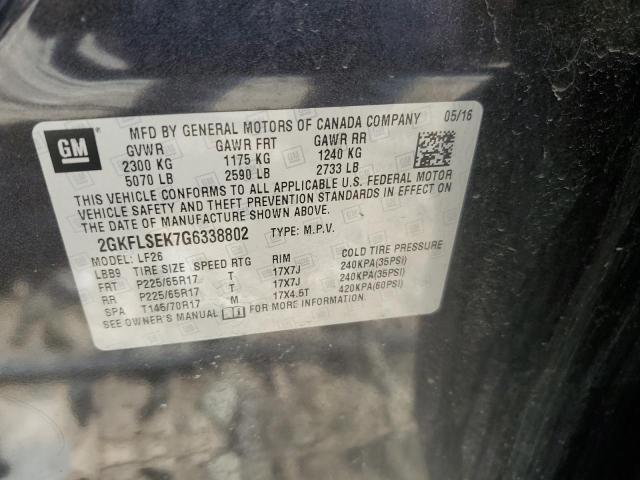 GM
MFD BY GENERAL MOTORS OF CANADA COMPANY 05/16
GVWR GAWR FRT GAWR RR
2300 KG 1175 KG 1240 KG
5070 LB 2590 LB 2733 LB
THIS VEHICLE CONFORMS TO ALL APPLICABLE U.S. FEDERAL MOTOR
VEHICLE SAFETY AND THEFT PREVENTION STANDARDS IN EFFECT ON
THE DATE OF MANUFACTURE SHOWN ABOVE.
2GKFLSEK7G6338802 TYPE: M.P.V.
MODEL: LF26
LBB9 TIRE SIZE SPEED RTG RIM COLD TIRE PRESSURE
FRT P225/65R17 T 17X7J 240KPA(35PSI)
RR P225/65R17 T 17X7J 240KPA(35PSI)
SPA T145/70R17 M 17X4.5T 420KPA(60PSI)
SEE OWNER'S MANUAL FOR MORE INFORMATION.